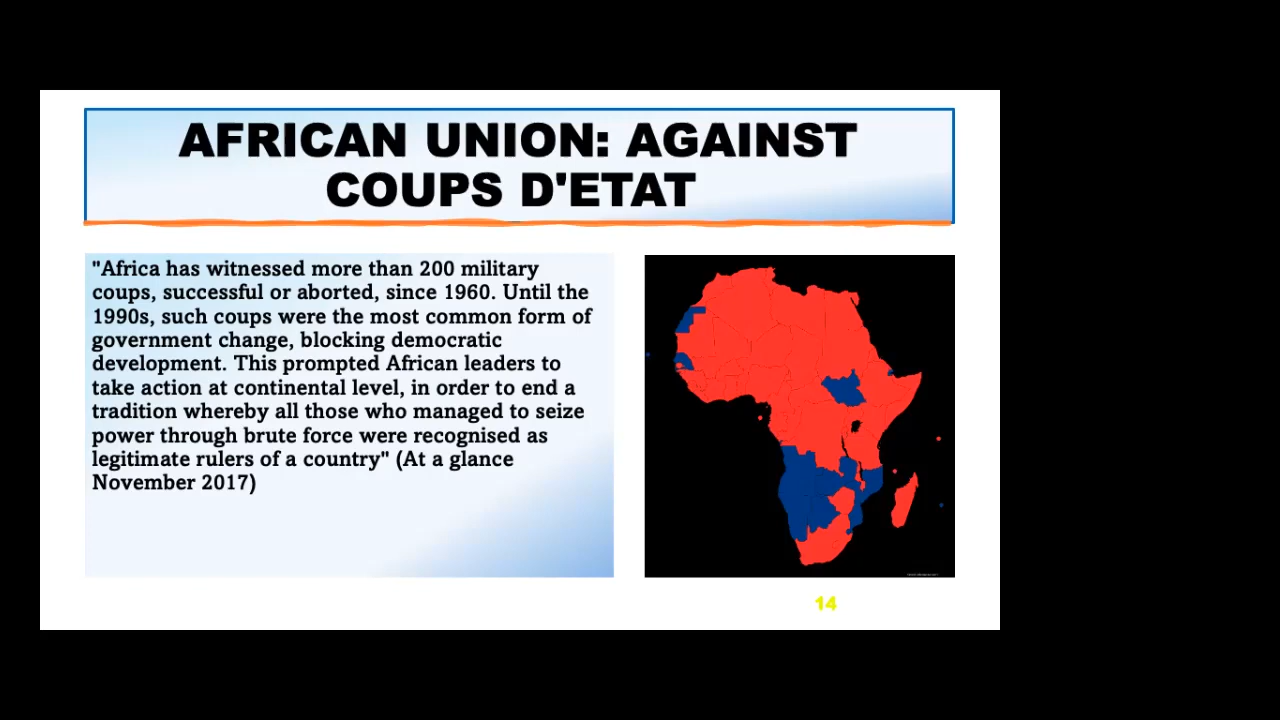 AFRICAN UNION: AGAINST
COUPS D'ETAT
"Africa has witnessed more than 200 military
coups, successful or aborted, since 1960. Until the
1990s, such coups were the most common form of
government change, blocking democratic
development. This prompted African leaders to
take action at continental level, in order to end a
tradition whereby all those who managed to seize
power through brute force were recognised as
legitimate rulers of a country" (At a glance
November 2017)
14